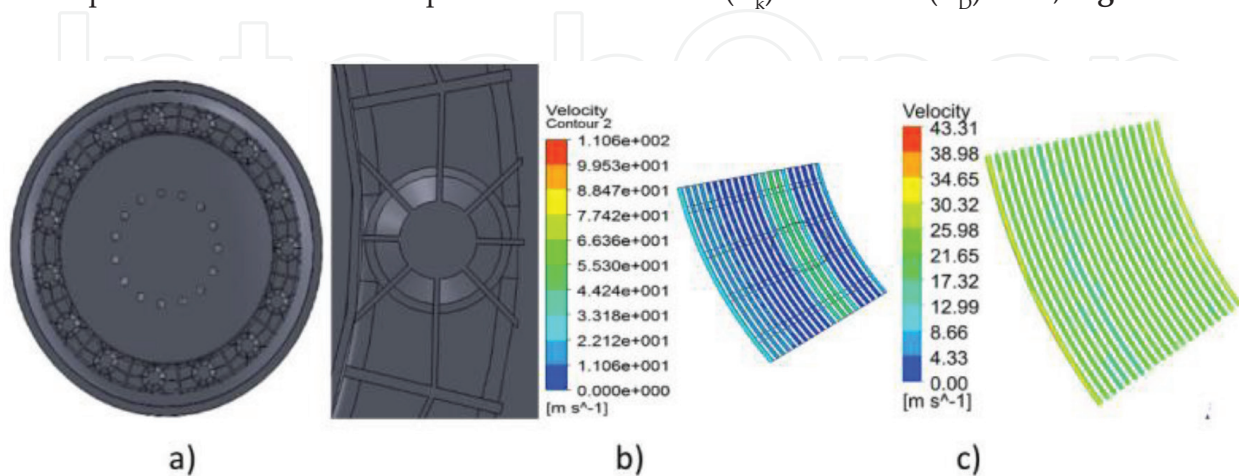 (k) (D)
Velocity
Contour 2
1.106e+002
9.953e+001
8.847e+001
7.742e+001
6.636e+001
5.530e+001
4.424e+001
3.318e+001
2.212e+001
1.106e+001
0.000e+000
[m s^-1]
Velocity
43.31
38.98
34.65
30.32
25.98
21.65
17.32
12.99
8.66
4.33
0.00
[m s^-1]
a)
b)
c)